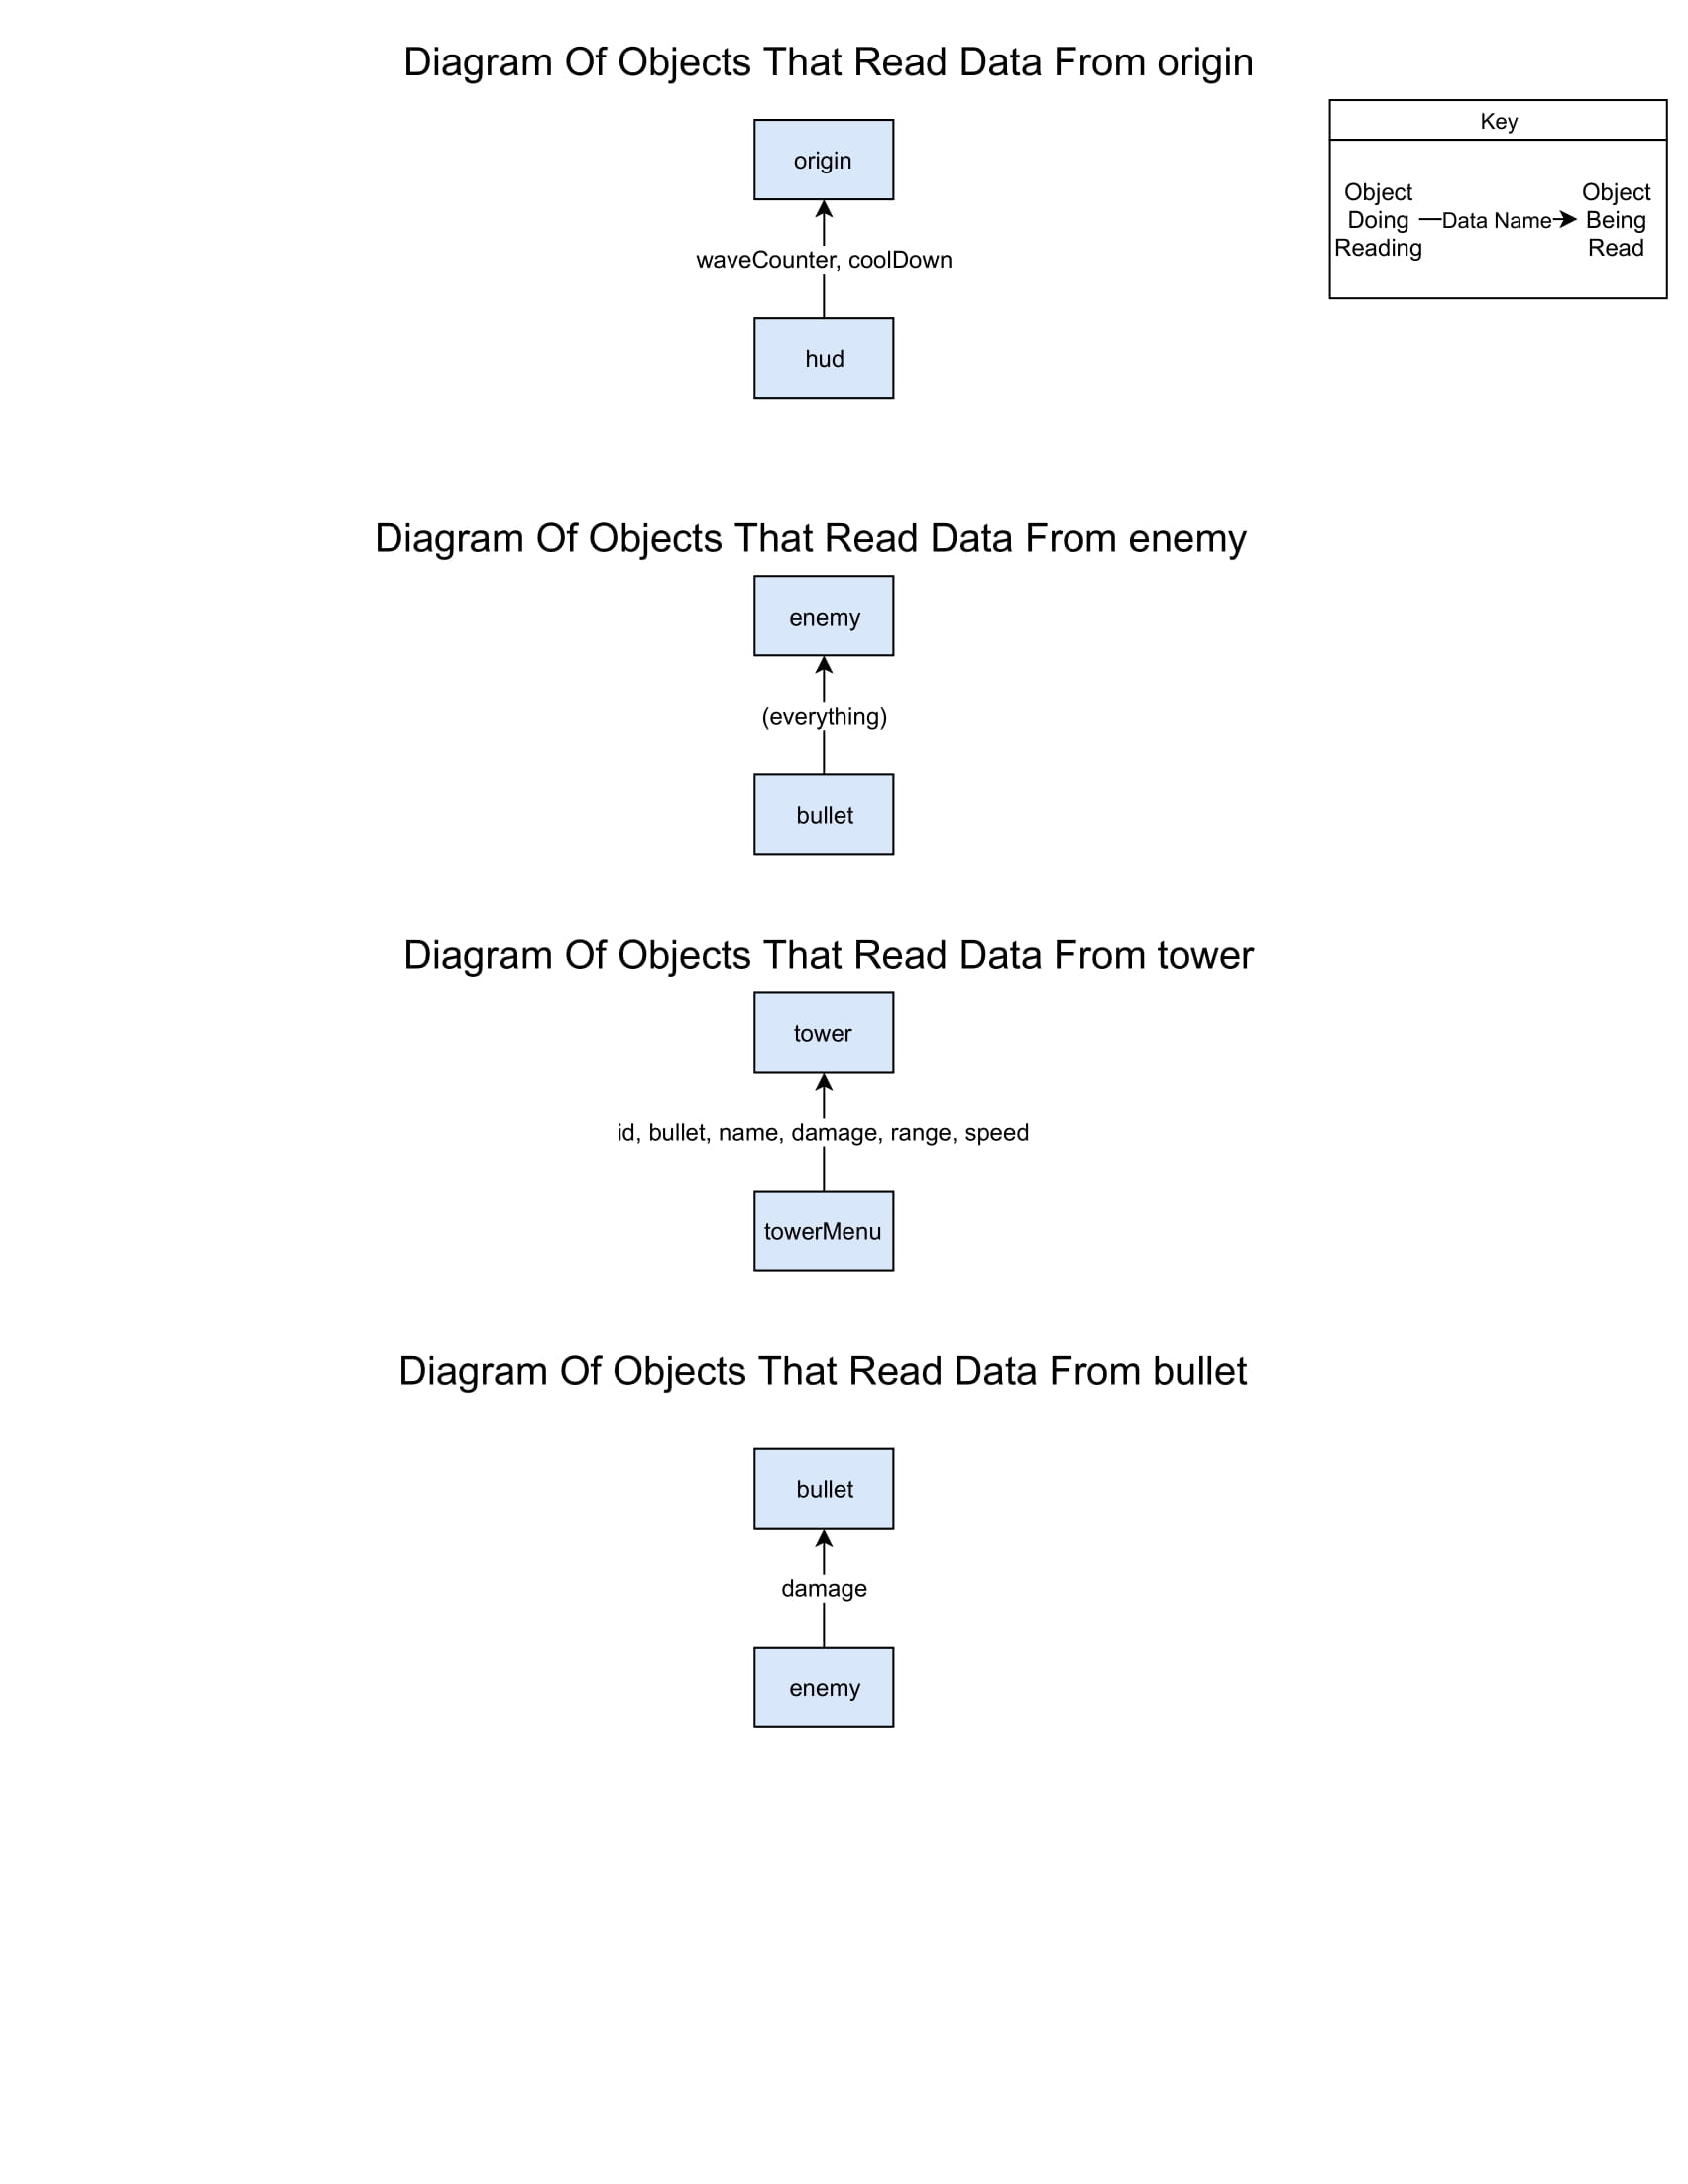 Diagram Of Objects That Read Data From origin
Key
origin
Object
Doing
Reading
Data Name
Object
Being
Read
waveCounter, coolDown
hud
Diagram Of Objects That Read Data From enemy
enemy
(everything)
bullet
Diagram Of Objects That Read Data From tower
tower
id, bullet, name, damage, range, speed
towerMenu
Diagram Of Objects That Read Data From bullet
bullet
damage
enemy